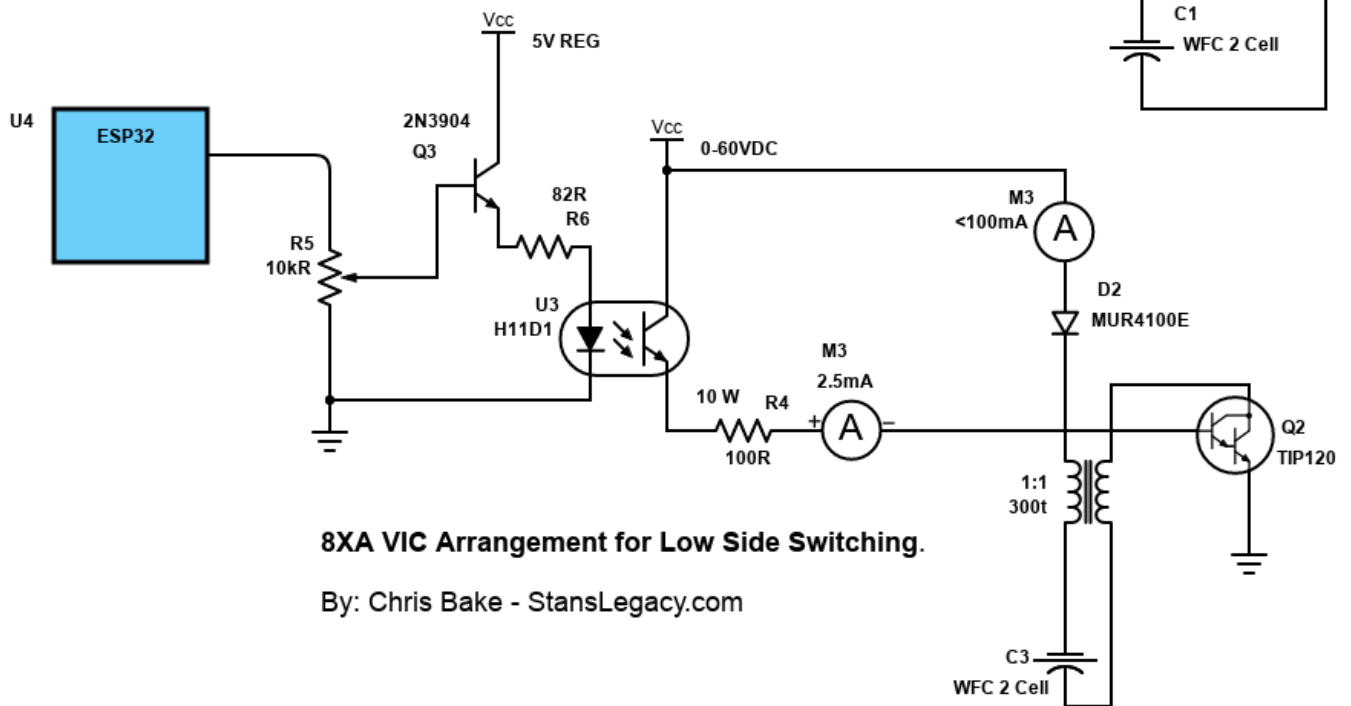 C1
WFC 2 Cell
Vcc
5V REG
U4
ESP32
2N3904
Q3
Vcc
0-60VDC
82R
R6
M3
<100mA
A
R5
10kR
U3
H11D1
D2
MUR4100E
M3
2.5mA
10 W
R4
+
A
−
100R
Q2
TIP120
1:1
300t
8XA VIC Arrangement for Low Side Switching.
By: Chris Bake - StansLegacy.com
C3
WFC 2 Cell